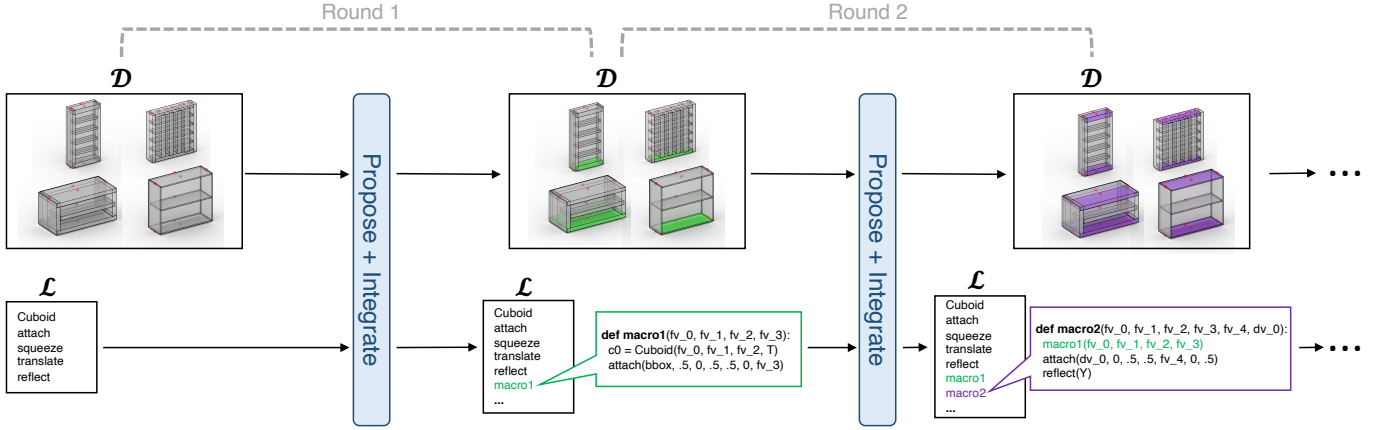 Round 1
Round 2
𝓓
𝓓
𝓓
Propose + Integrate
Propose + Integrate
...
𝓛
Cuboid
attach
squeeze
translate
reflect
𝓛
Cuboid
attach
squeeze
translate
reflect
macro1
...
def macro1(fv_0, fv_1, fv_2, fv_3):
c0 = Cuboid(fv_0, fv_1, fv_2, T)
attach(bbox, .5, 0, .5, .5, 0, fv_3)
𝓛
Cuboid
attach
squeeze
translate
reflect
macro1
macro2
...
def macro2(fv_0, fv_1, fv_2, fv_3, fv_4, dv_0):
macro1(fv_0, fv_1, fv_2, fv_3)
attach(dv_0, 0, .5, .5, fv_4, 0, .5)
reflect(Y)
...